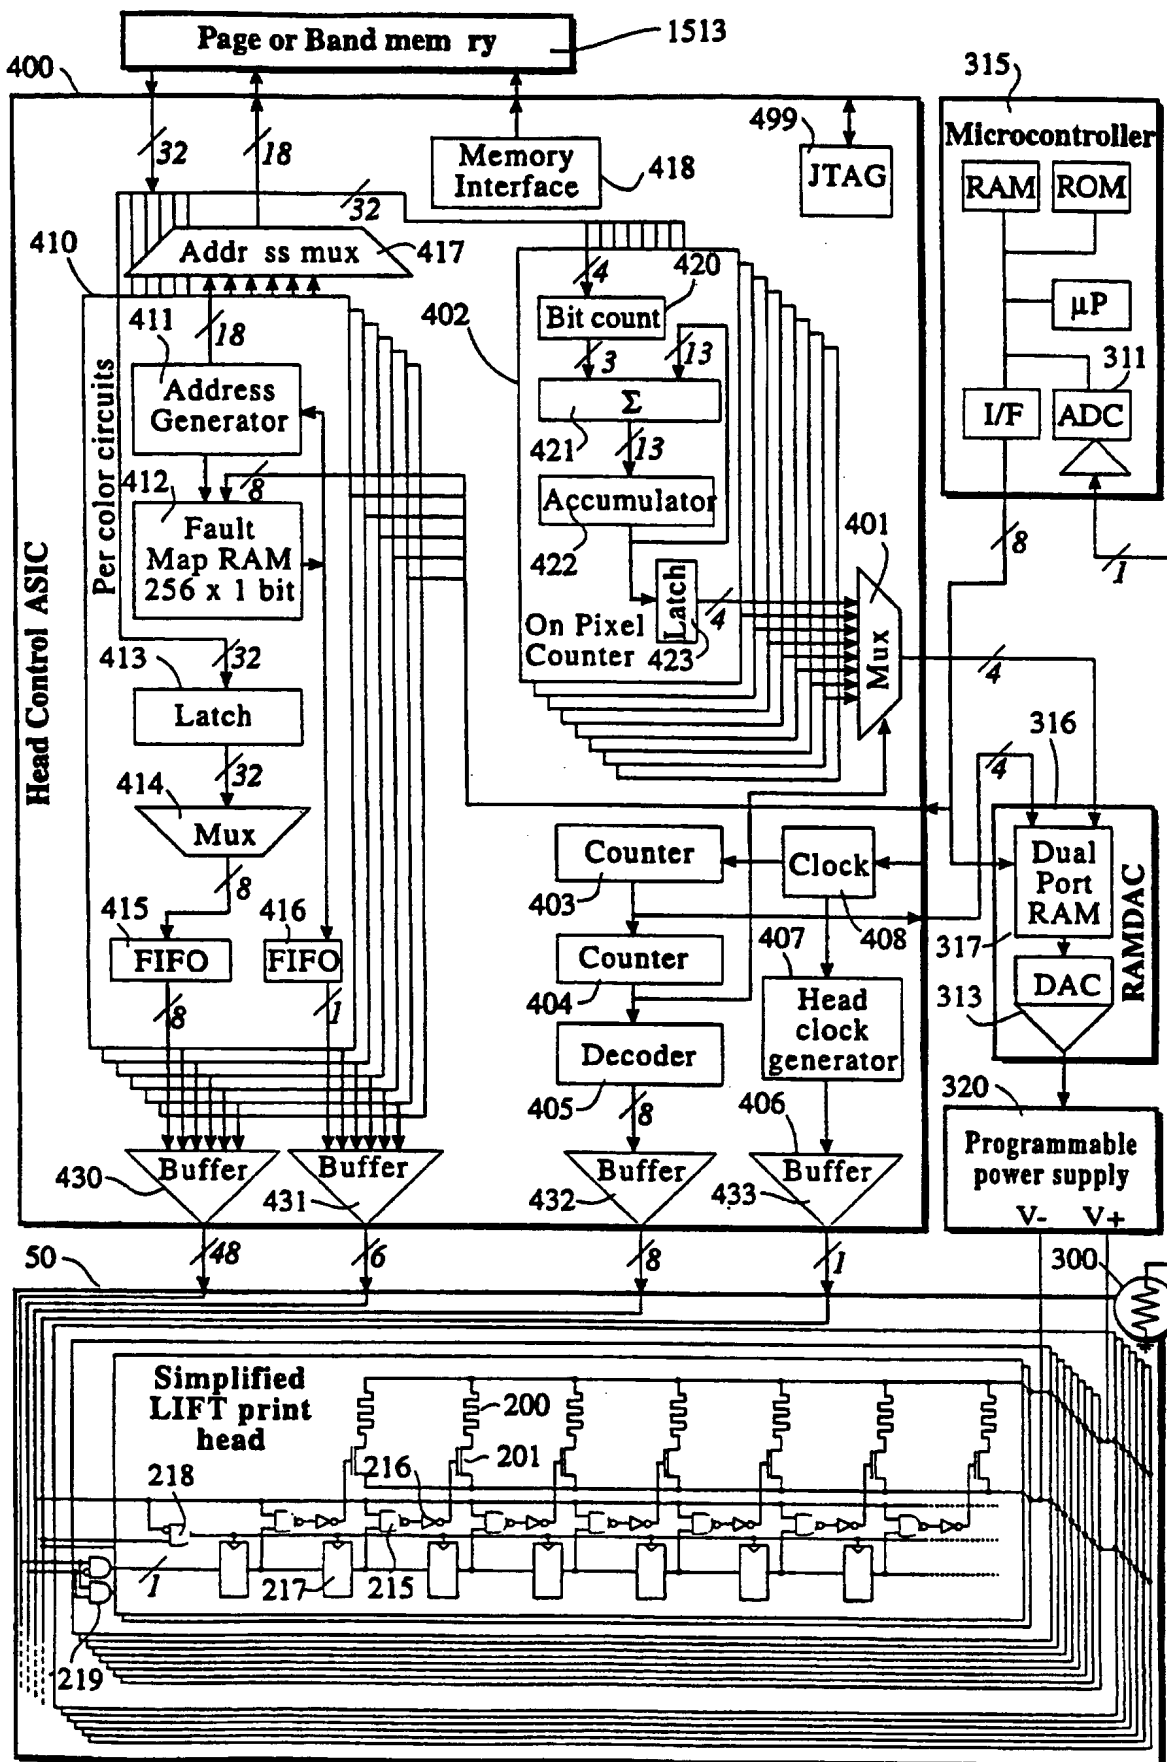 Page or Band mem ry
1513
400
315
Microcontroller
RAM
ROM
µP
311
I/F
ADC
8
1
32
18
Memory
Interface
418
499
JTAG
32
Addr ss mux
417
410
411
18
Address
Generator
412
8
Fault
Map RAM
256 x 1 bit
Per color circuits
Head Control ASIC
413
32
Latch
32
414
Mux
8
415
FIFO
416
FIFO
8
1
402
4
420
Bit count
3
13
Σ
421
13
Accumulator
422
Latch
4
423
On Pixel
Counter
401
Mux
4
4
316
Dual
Port
RAM
317
RAMDAC
DAC
313
Counter
403
Clock
408
Counter
404
407
Head
clock
generator
Decoder
405
8
406
Buffer
430
Buffer
431
Buffer
432
Buffer
433
320
Programmable
power supply
V-
V+
50
48
6
8
1
300
Simplified
LIFT print
head
200
201
216
218
1
217
215
219